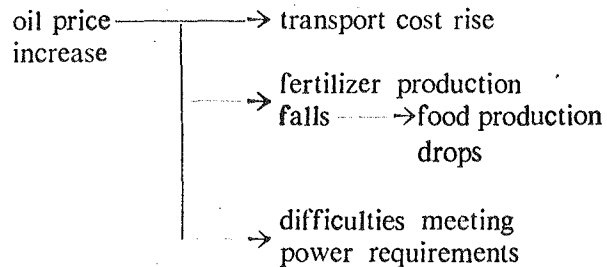 oil price → transport cost rise
increase
fertilizer production
falls → food production
drops
difficulties meeting
→ power requirements